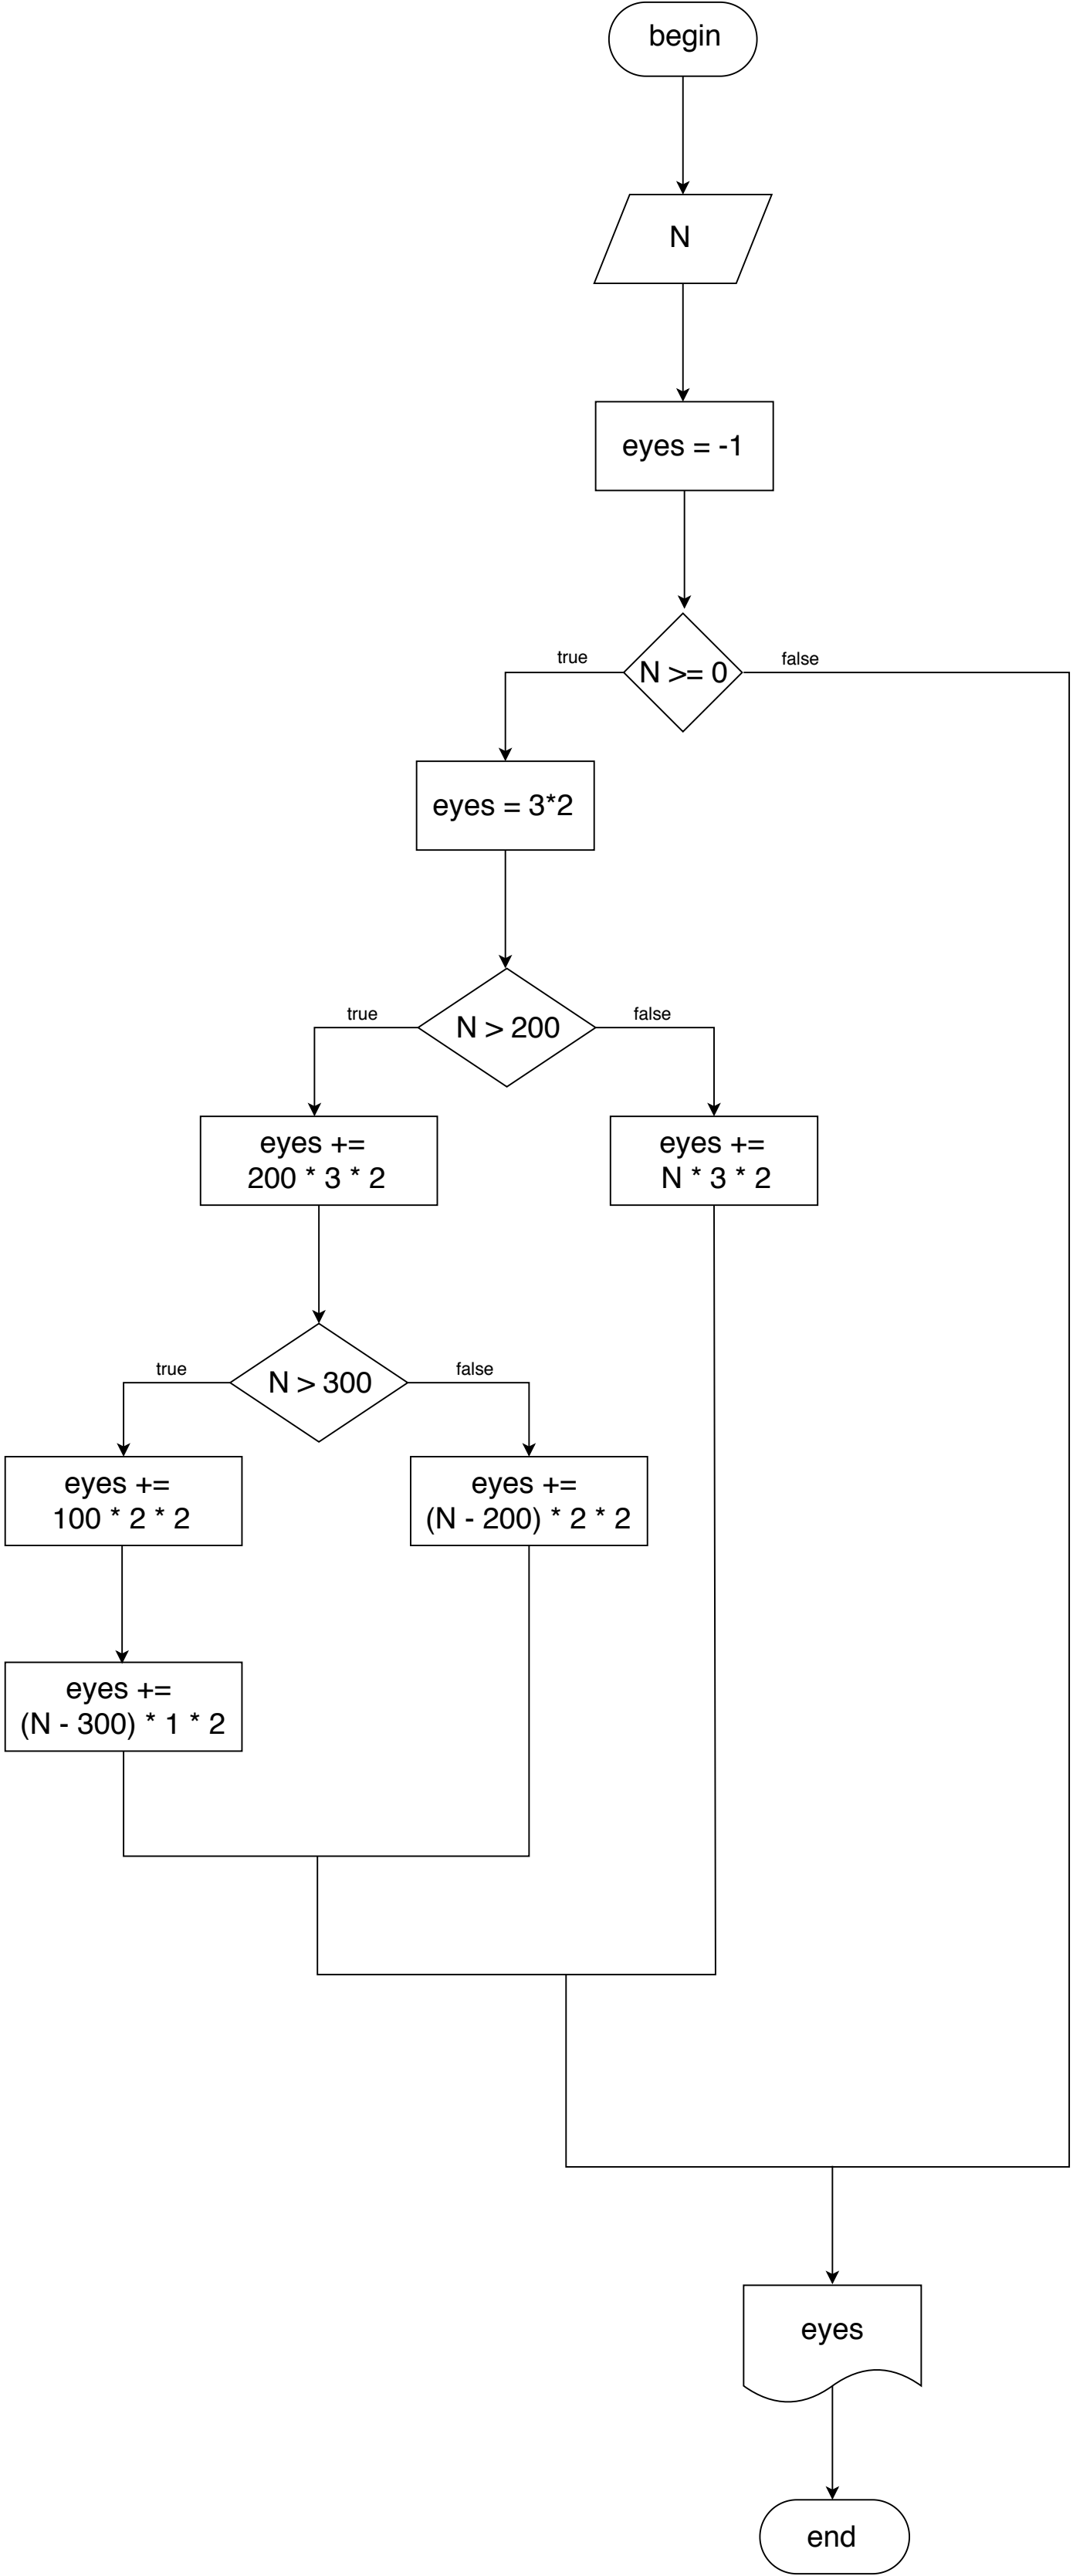 begin
N
eyes = -1
true
N >= 0
false
eyes = 3*2
true
N > 200
false
eyes +=
200 * 3 * 2
eyes +=
N * 3 * 2
true
N > 300
false
eyes +=
100 * 2 * 2
eyes +=
(N - 200) * 2 * 2
eyes +=
(N - 300) * 1 * 2
eyes
end